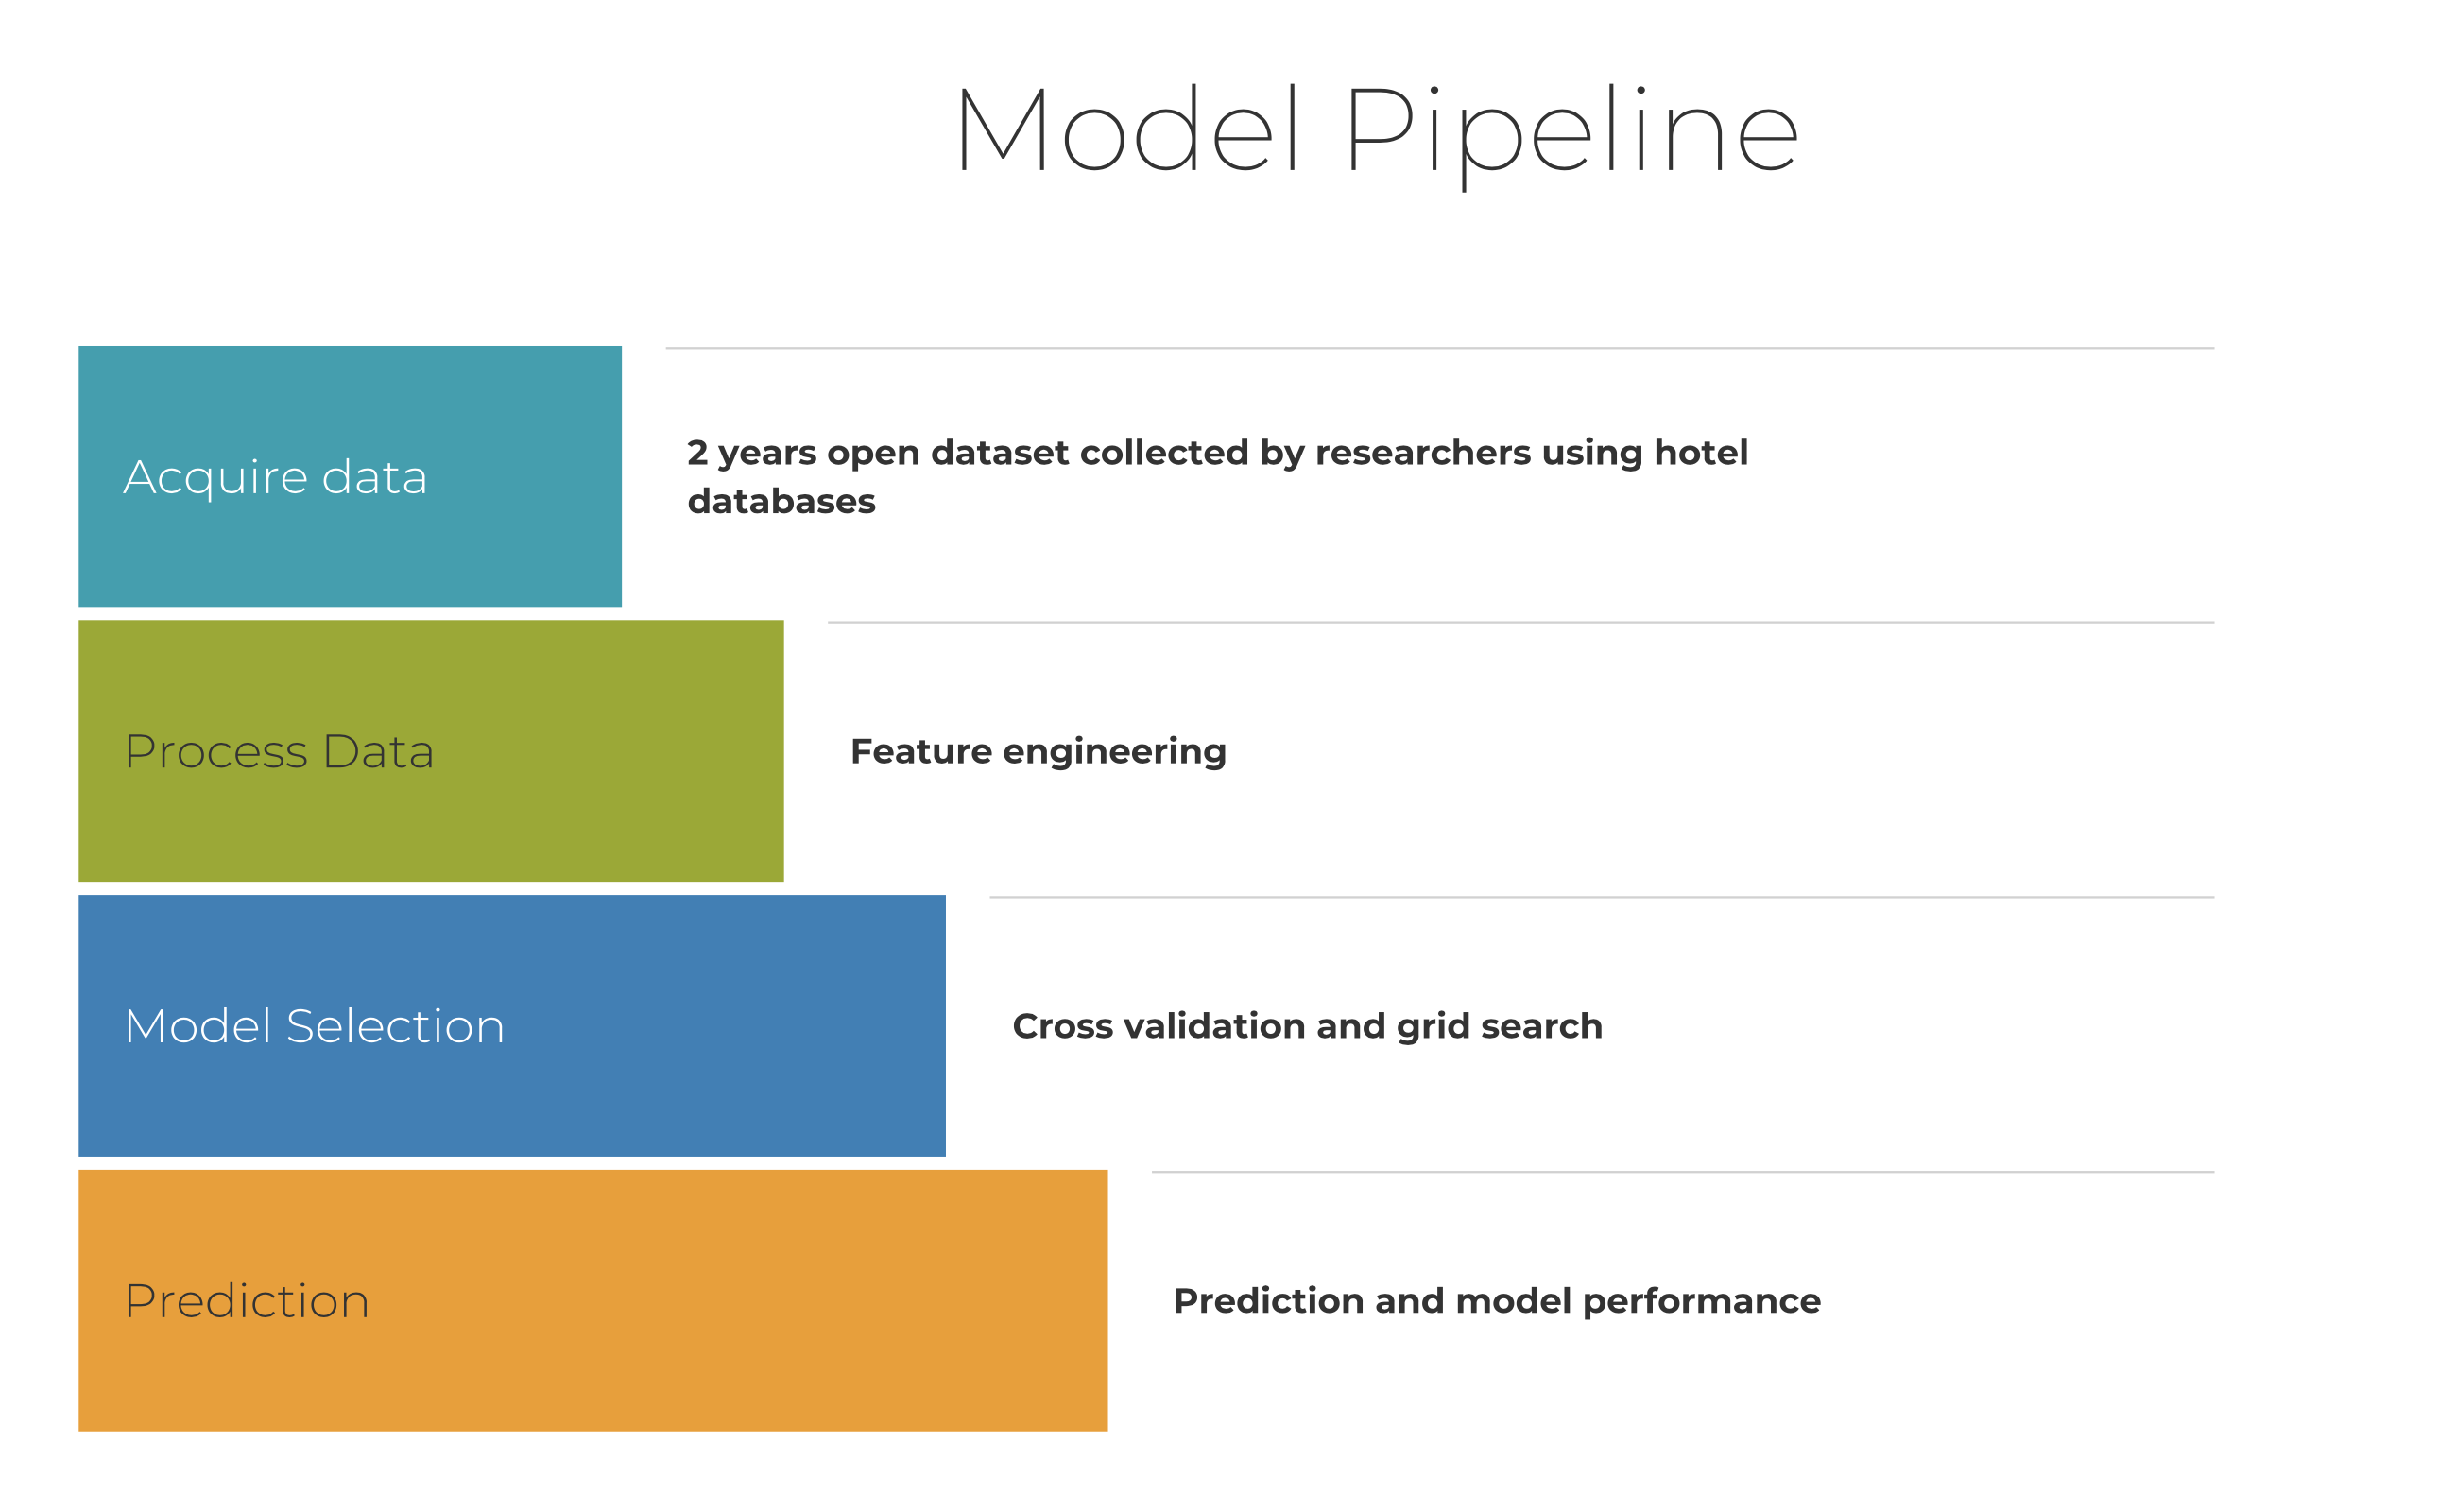 Model Pipeline
Acquire data
2 years open dataset collected by researchers using hotel
databases
Process Data
Feature engineering
Model Selection
Cross validation and grid search
Prediction
Prediction and model performance